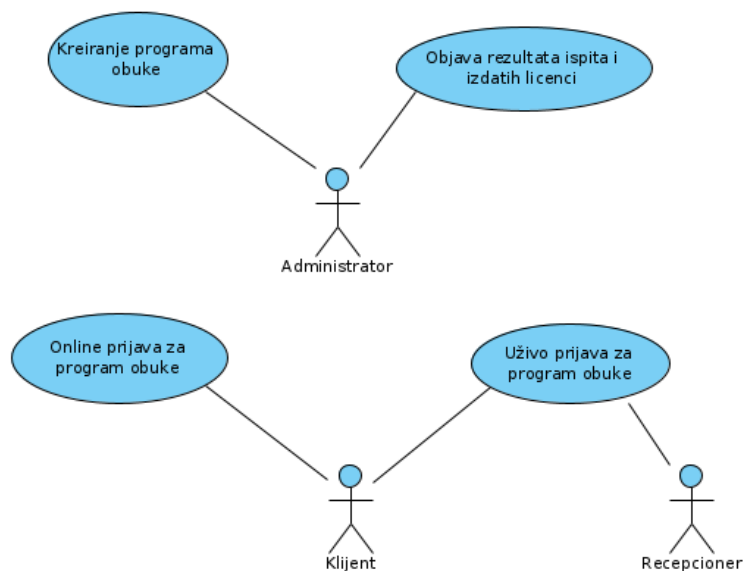 Kreiranje programa
obuke
Objava rezultata ispita i
izdatih licenci
Administrator
Online prijava za
program obuke
Uživo prijava za
program obuke
Klijent
Recepcioner